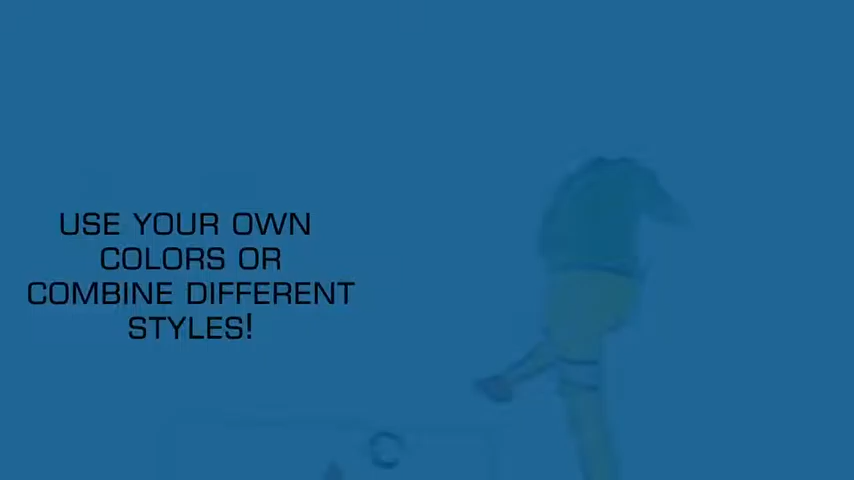 USE YOUR OWN
COLORS OR
COMBINE DIFFERENT
STYLES!